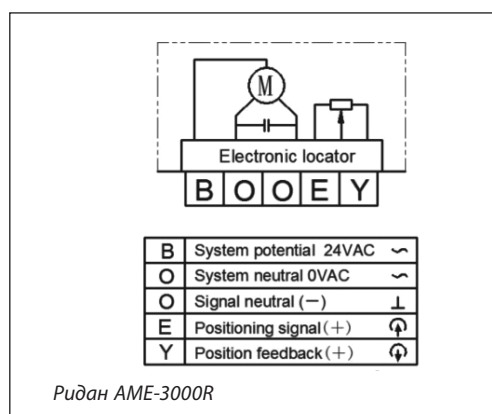 M
Electronic locator
B O O E Y
B System potential 24VAC ~
O System neutral 0VAC ~
O Signal neutral (—) ⊥
E Positioning signal (+)
Y Position feedback (+)
Ридан AME-3000R